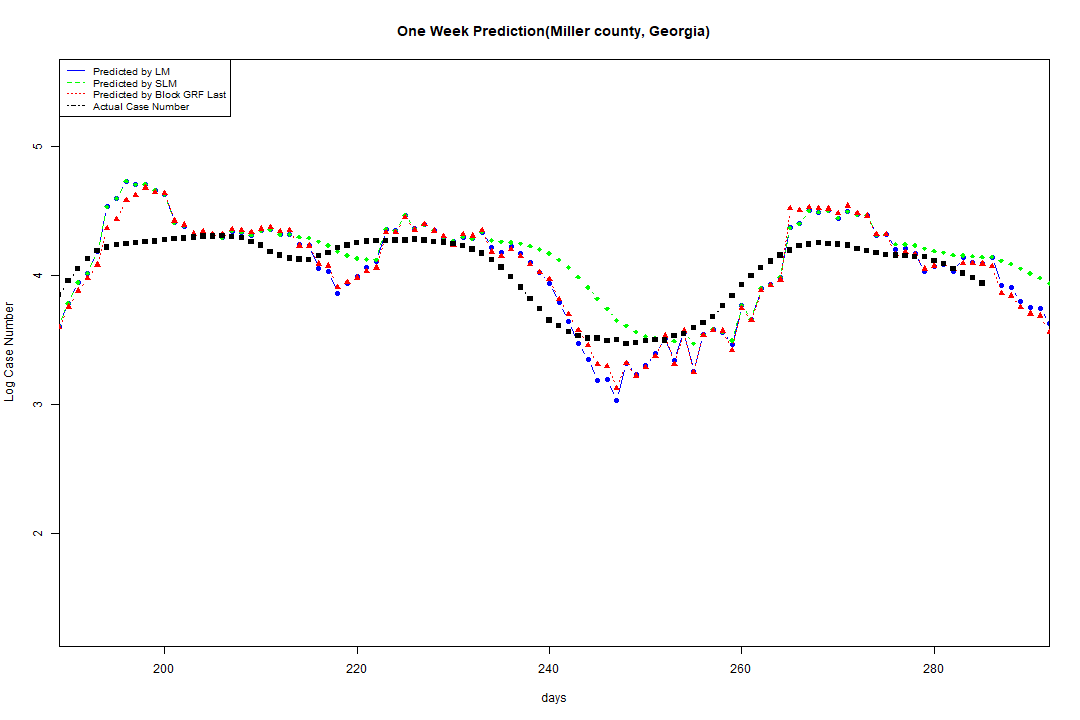 One Week Prediction(Miller county, Georgia)
Predicted by LM
Predicted by SLM
Predicted by Block GRF Last
Actual Case Number
5
4
3
2
Log Case Number
200 220 240 260 280
days